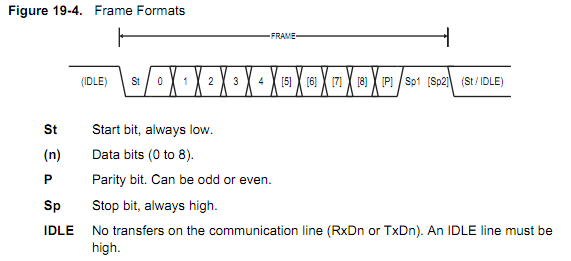 Figure 19-4. Frame Formats
FRAME
(IDLE) St 0 1 2 3 4 [5] [6] [7] [8] [P] Sp1 [Sp2] (St / IDLE)
St Start bit, always low.
(n) Data bits (0 to 8).
P Parity bit. Can be odd or even.
Sp Stop bit, always high.
IDLE No transfers on the communication line (RxDn or TxDn). An IDLE line must be
high.